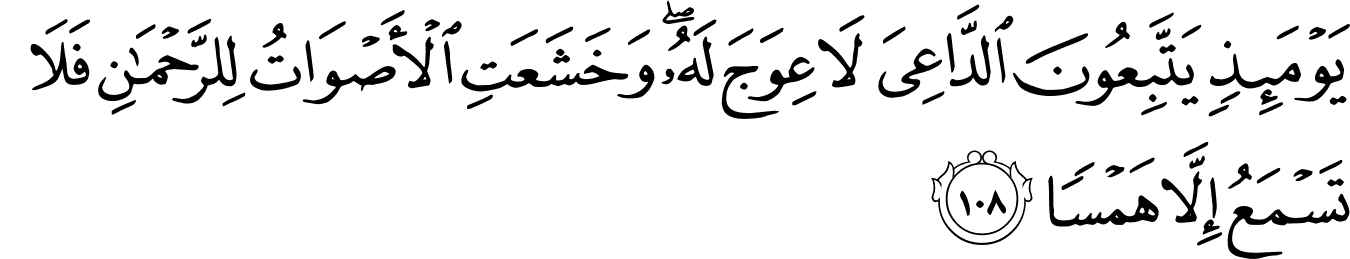 يَوْمَئِذٍ يَتَّبِعُونَ ٱلدَّاعِىَ لَا عِوَجَ لَهُۥ ۖ وَخَشَعَتِ ٱلْأَصْوَاتُ لِلرَّحْمَـٰنِ فَلَا
تَسْمَعُ إِلَّا هَمْسًا ١٠٨